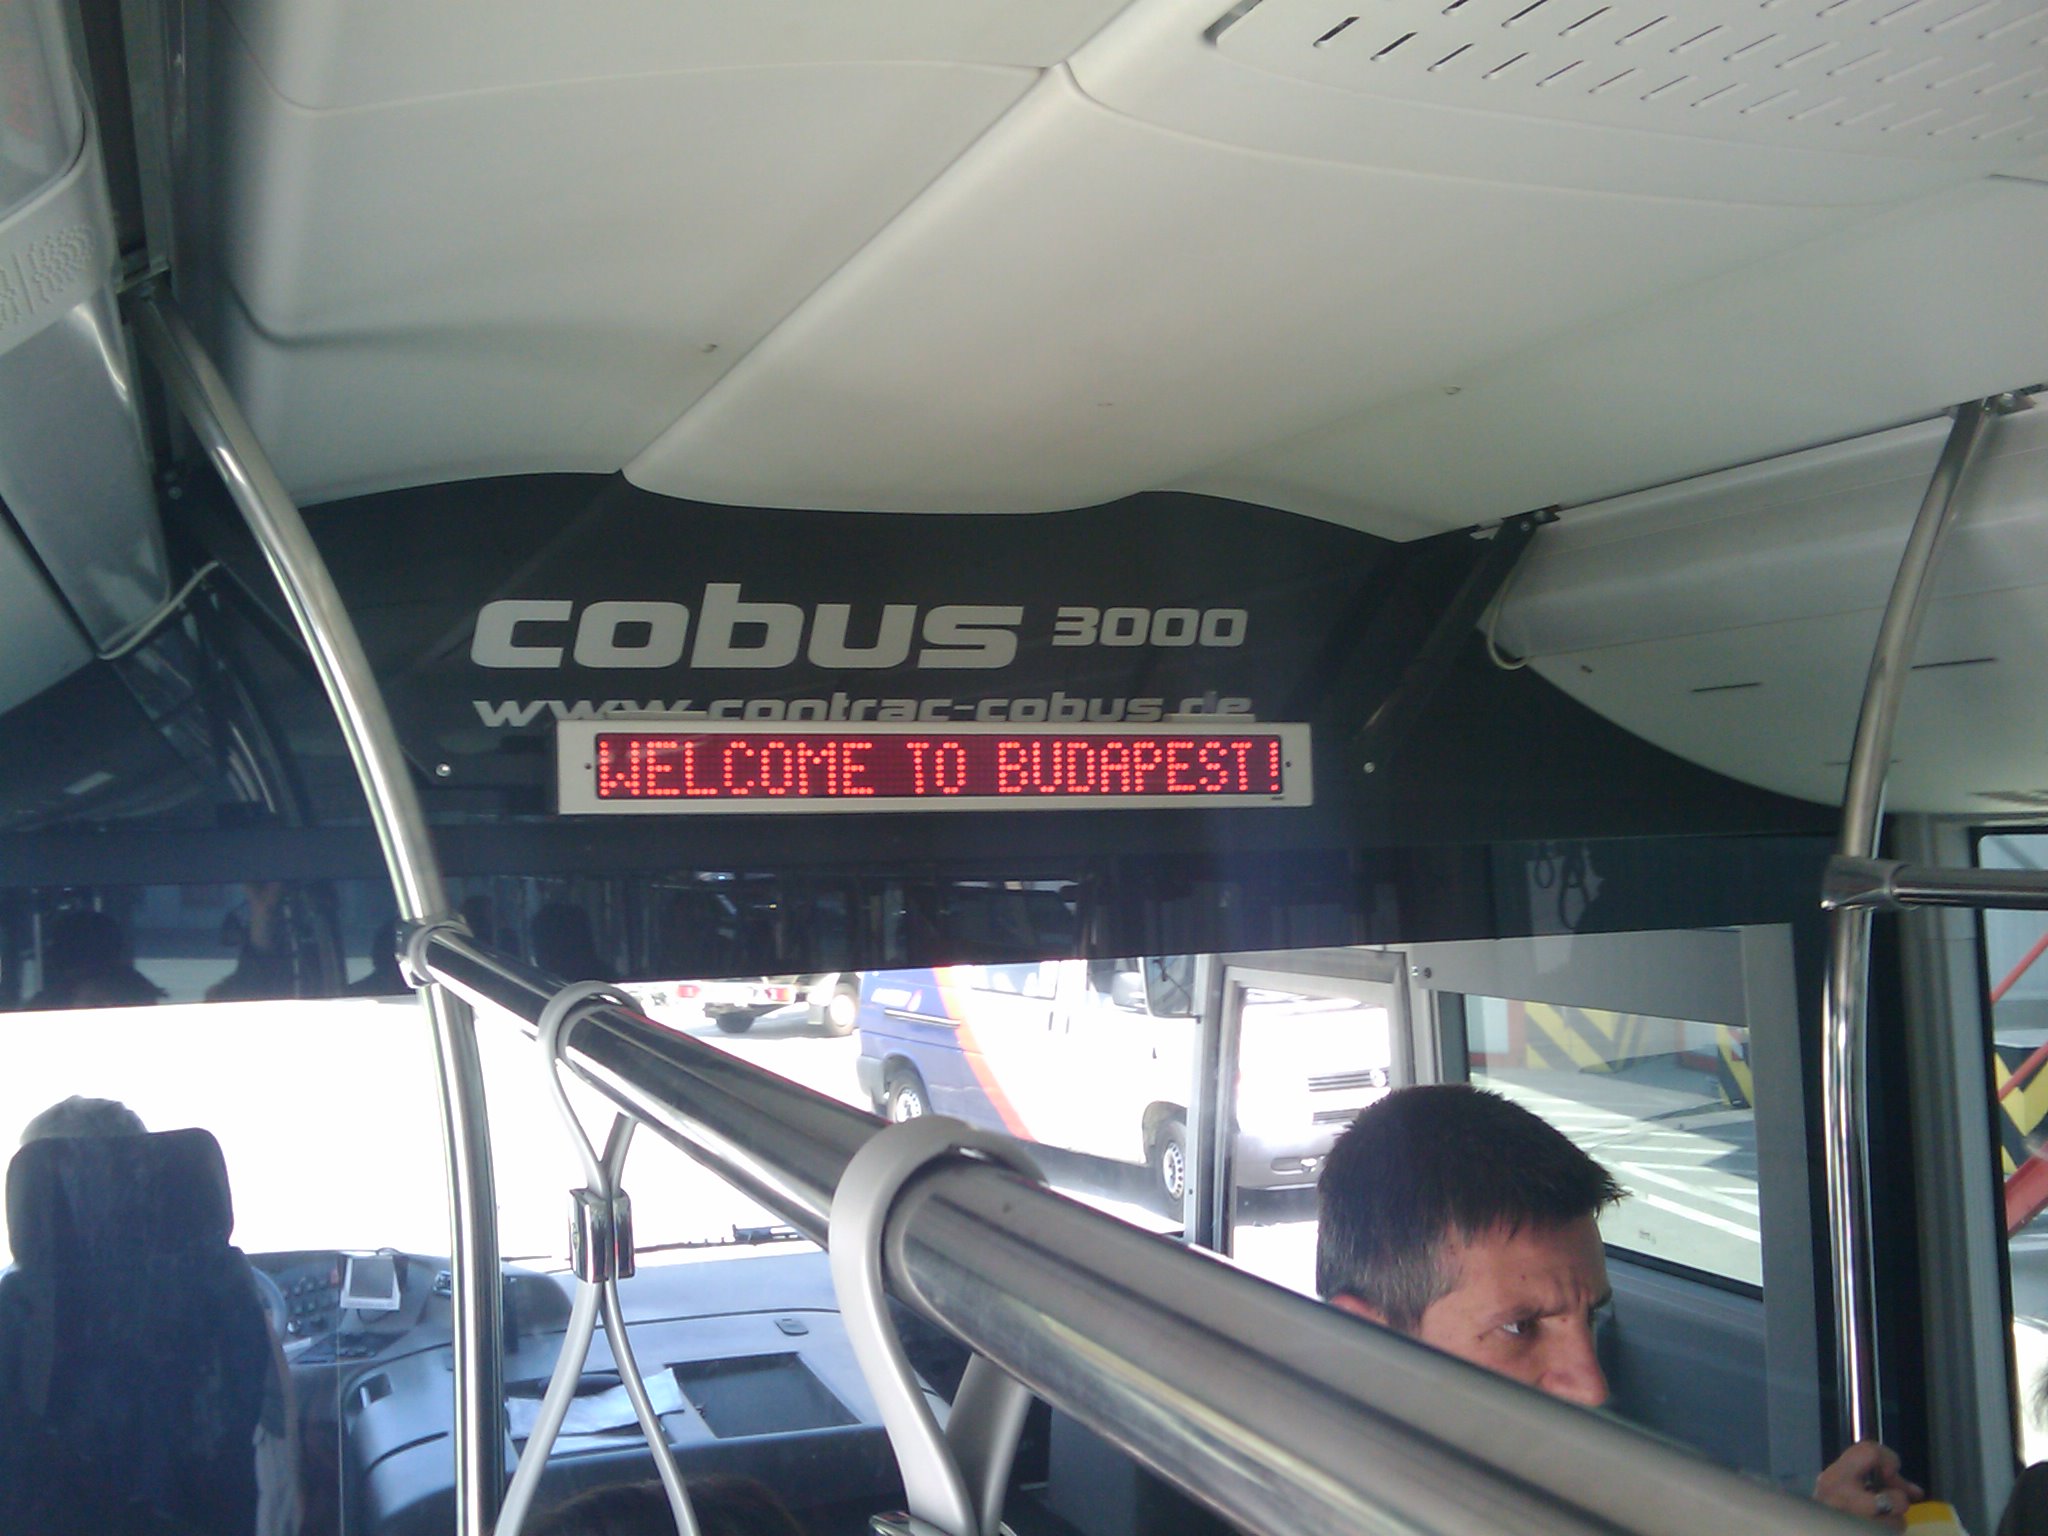 cobus 3000
www.contrac-cobus.de
WELCOME TO BUDAPEST!